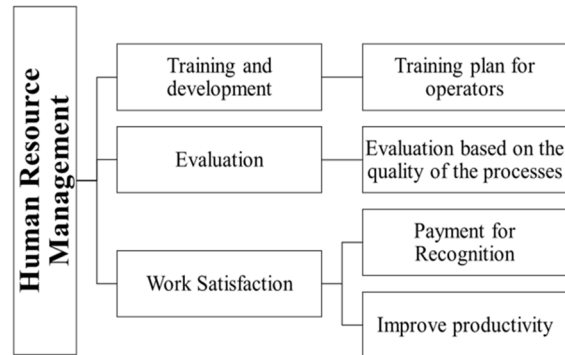 Human Resource
Management
Training and
development
Training plan for
operators
Evaluation
Evaluation based on the
quality of the processes
Work Satisfaction
Payment for
Recognition
Improve productivity